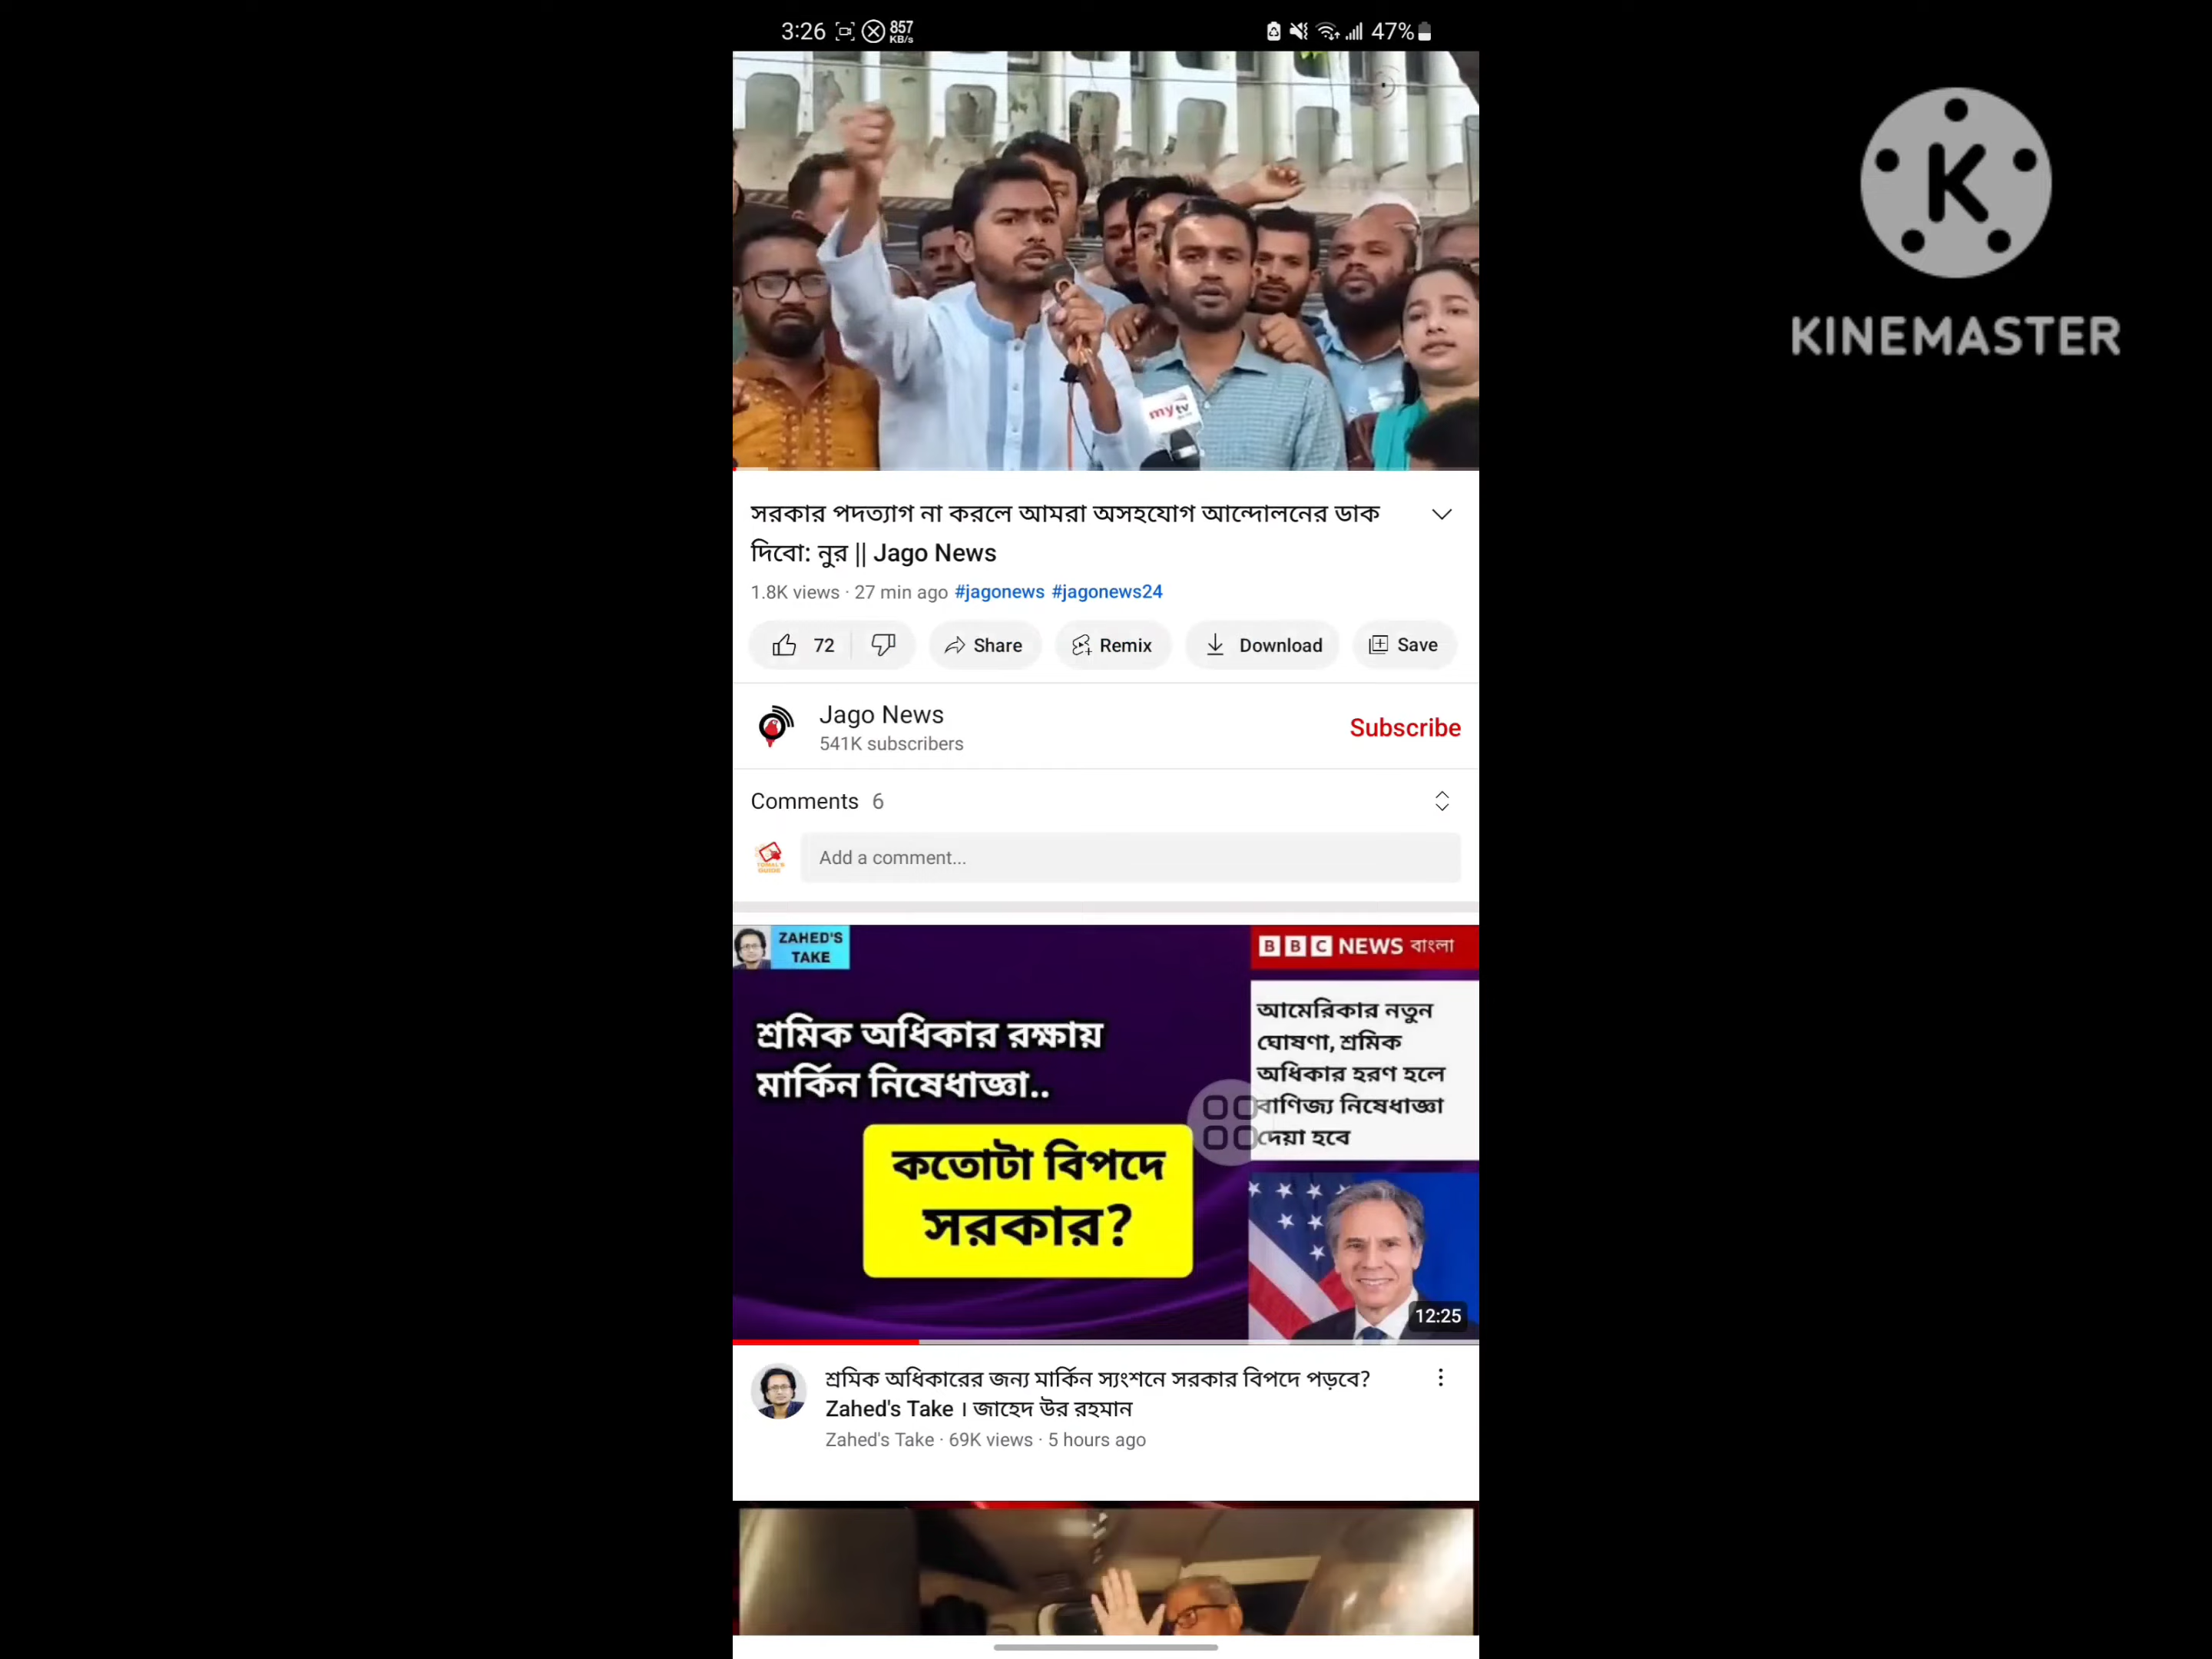 3:26
857 KB/s
47%
KINEMASTER
my tv
সরকার পদত্যাগ না করলে আমরা অসহযোগ আন্দোলনের ডাক
দিবো: নুর || Jago News
1.8K views · 27 min ago #jagonews #jagonews24
72
Share
Remix
Download
Save
Jago News
541K subscribers
Subscribe
Comments 6
Add a comment...
ZAHED'S
TAKE
BBC NEWS বাংলা
শ্রমিক অধিকার রক্ষায়
মার্কিন নিষেধাজ্ঞা..
কতোটা বিপদে
সরকার?
আমেরিকার নতুন
ঘোষণা, শ্রমিক
অধিকার হরণ হলে
বাণিজ্য নিষেধাজ্ঞা
দেয়া হবে
12:25
শ্রমিক অধিকারের জন্য মার্কিন স্যংশনে সরকার বিপদে পড়বে?
Zahed's Take । জাহেদ উর রহমান
Zahed's Take · 69K views · 5 hours ago